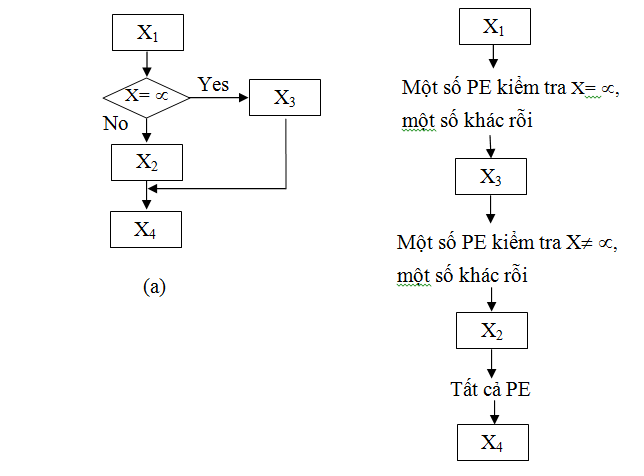 X₁
X= ∝
Yes
X₃
No
X₂
X₄
(a)
X₁
Một số PE kiểm tra X= ∝,
một số khác rỗi
X₃
Một số PE kiểm tra X≠ ∝,
một số khác rỗi
X₂
Tất cả PE
X₄